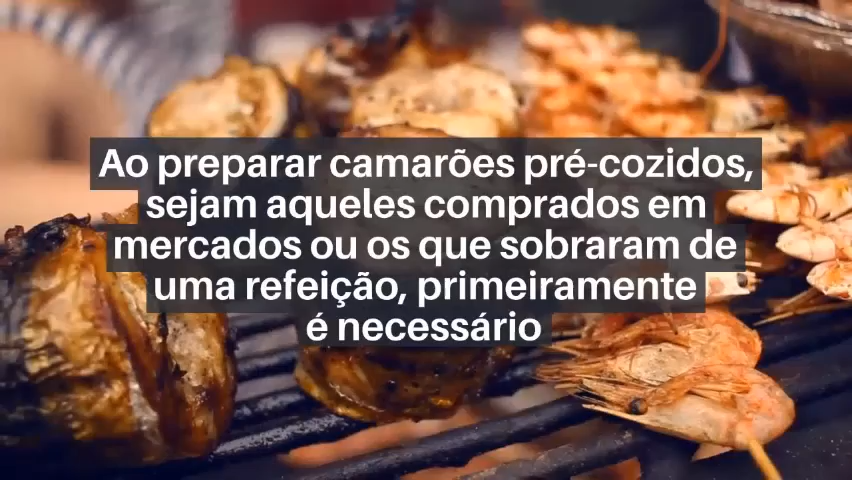 Ao preparar camarões pré-cozidos,
sejam aqueles comprados em
mercados ou os que sobraram de
uma refeição, primeiramente
é necessário